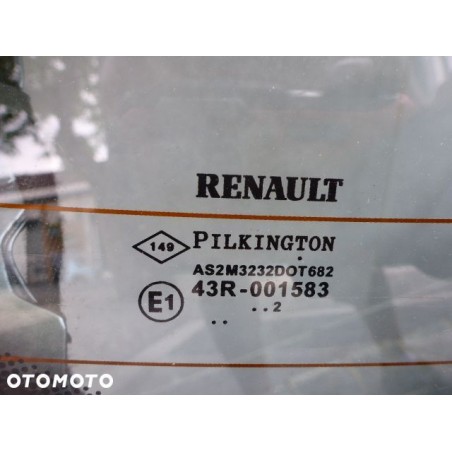 RENAULT
149 PILKINGTON
AS2M3232DOT682
E1 43R-001583
..2
..
OTOMOTO